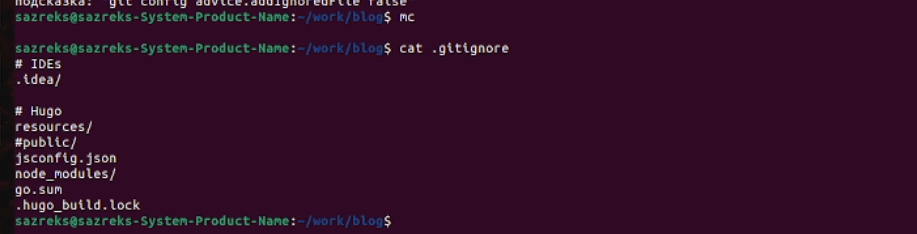 подсказка: "git config advice.addIgnoredFile false"
sazreks@sazreks-System-Product-Name:~/work/blog$ mc
sazreks@sazreks-System-Product-Name:~/work/blog$ cat .gitignore
# IDEs
.idea/
# Hugo
resources/
#public/
jsconfig.json
node_modules/
go.sum
.hugo_build.lock
sazreks@sazreks-System-Product-Name:~/work/blog$